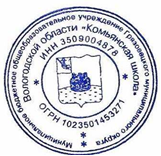 Муниципальное бюджетное общеобразовательное учреждение Грязовецкого муниципального округа
Вологодской области «Комьянская школа»
ИНН 3509004878
ОГРН 1023501453271